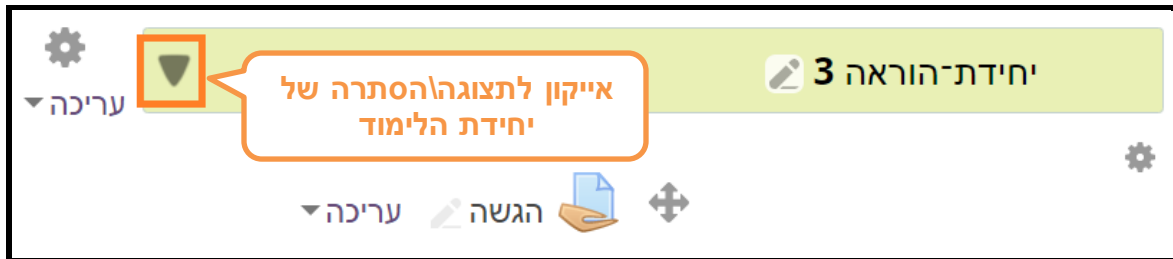 יחידת־הוראה 3
עריכה
אייקון לתצוגה\הסתרה של
יחידת הלימוד
הגשה
עריכה